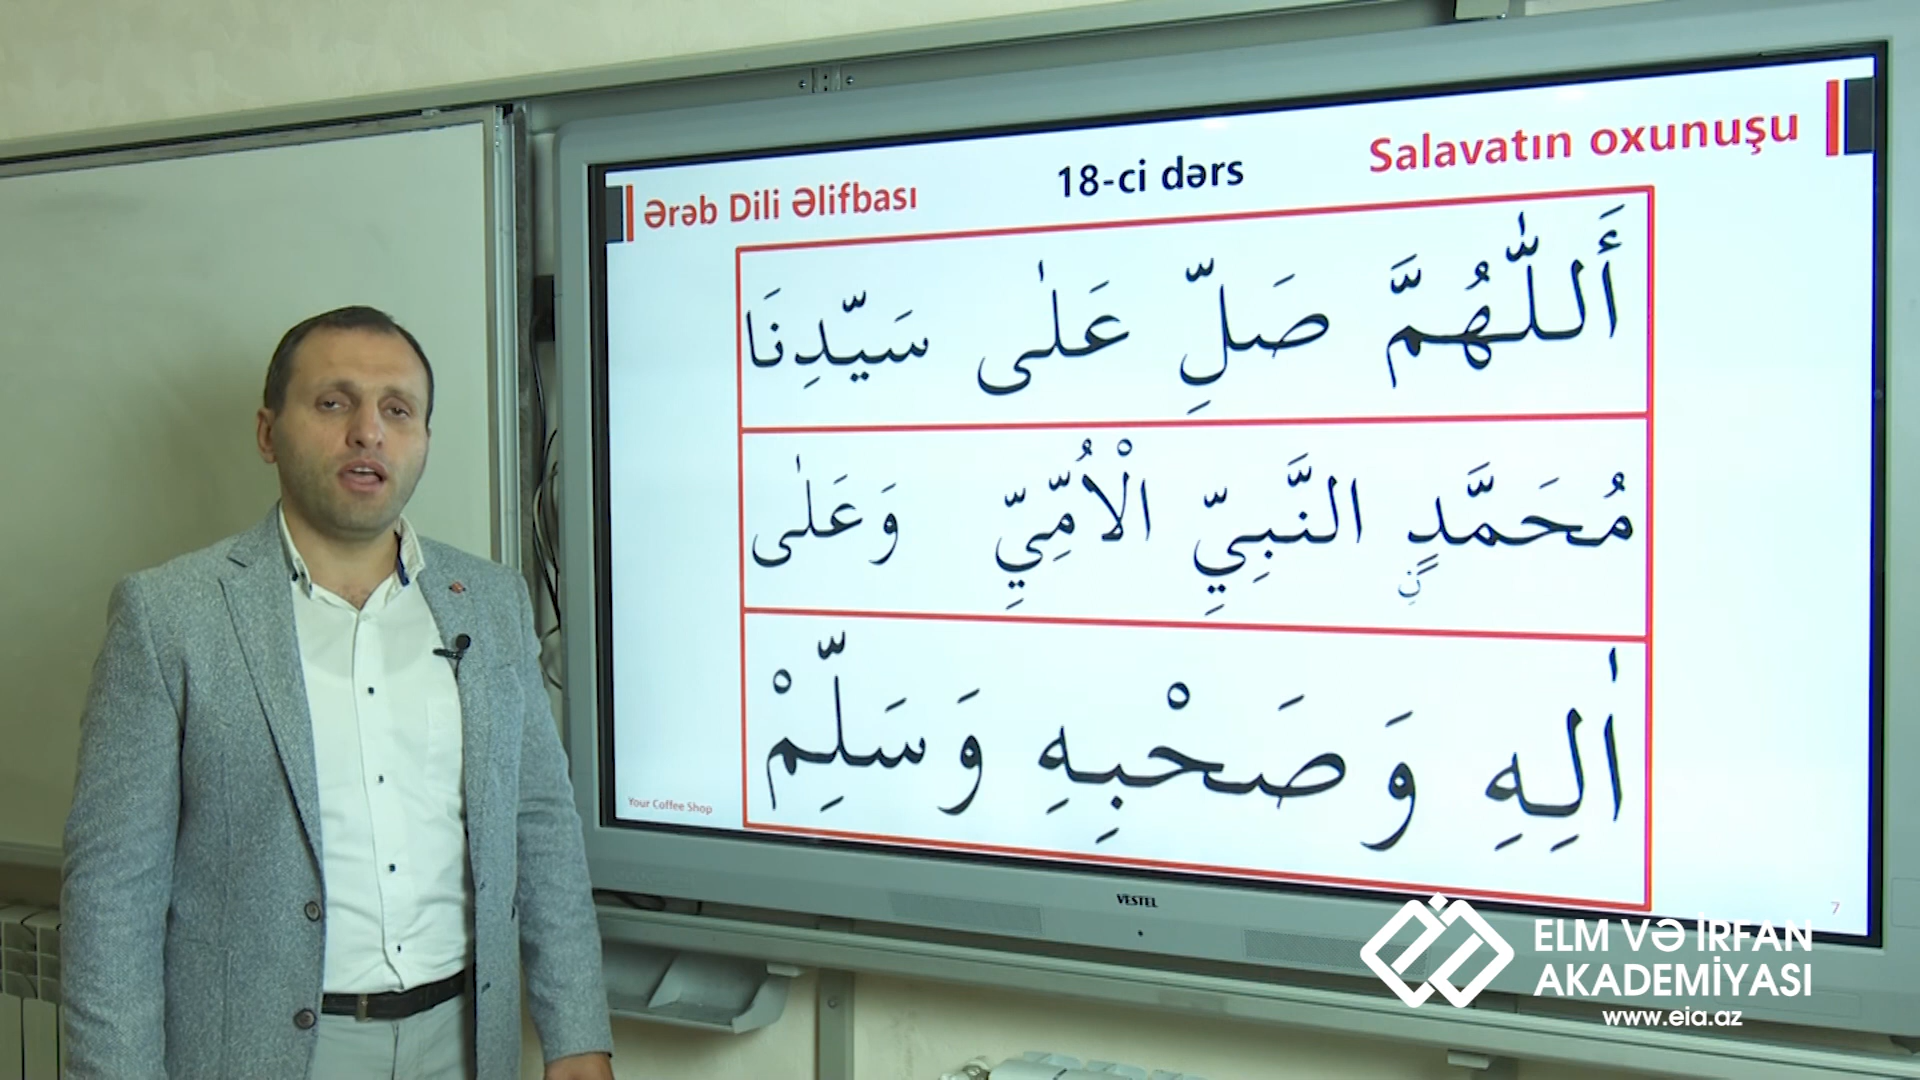 Ərəb Dili Əlifbası
18-ci dərs
Salavatın oxunuşu
أَللّٰهُمَّ صَلِّ عَلٰى سَيِّدِنَا
مُحَمَّدٍ نِ النَّبِيِّ الْاُمِّيِّ وَعَلٰى
اٰلِهِ وَصَحْبِهِ وَسَلِّمْ
Your Coffee Shop
7
VESTEL
ELM VƏ İRFAN
AKADEMİYASI
www.eia.az